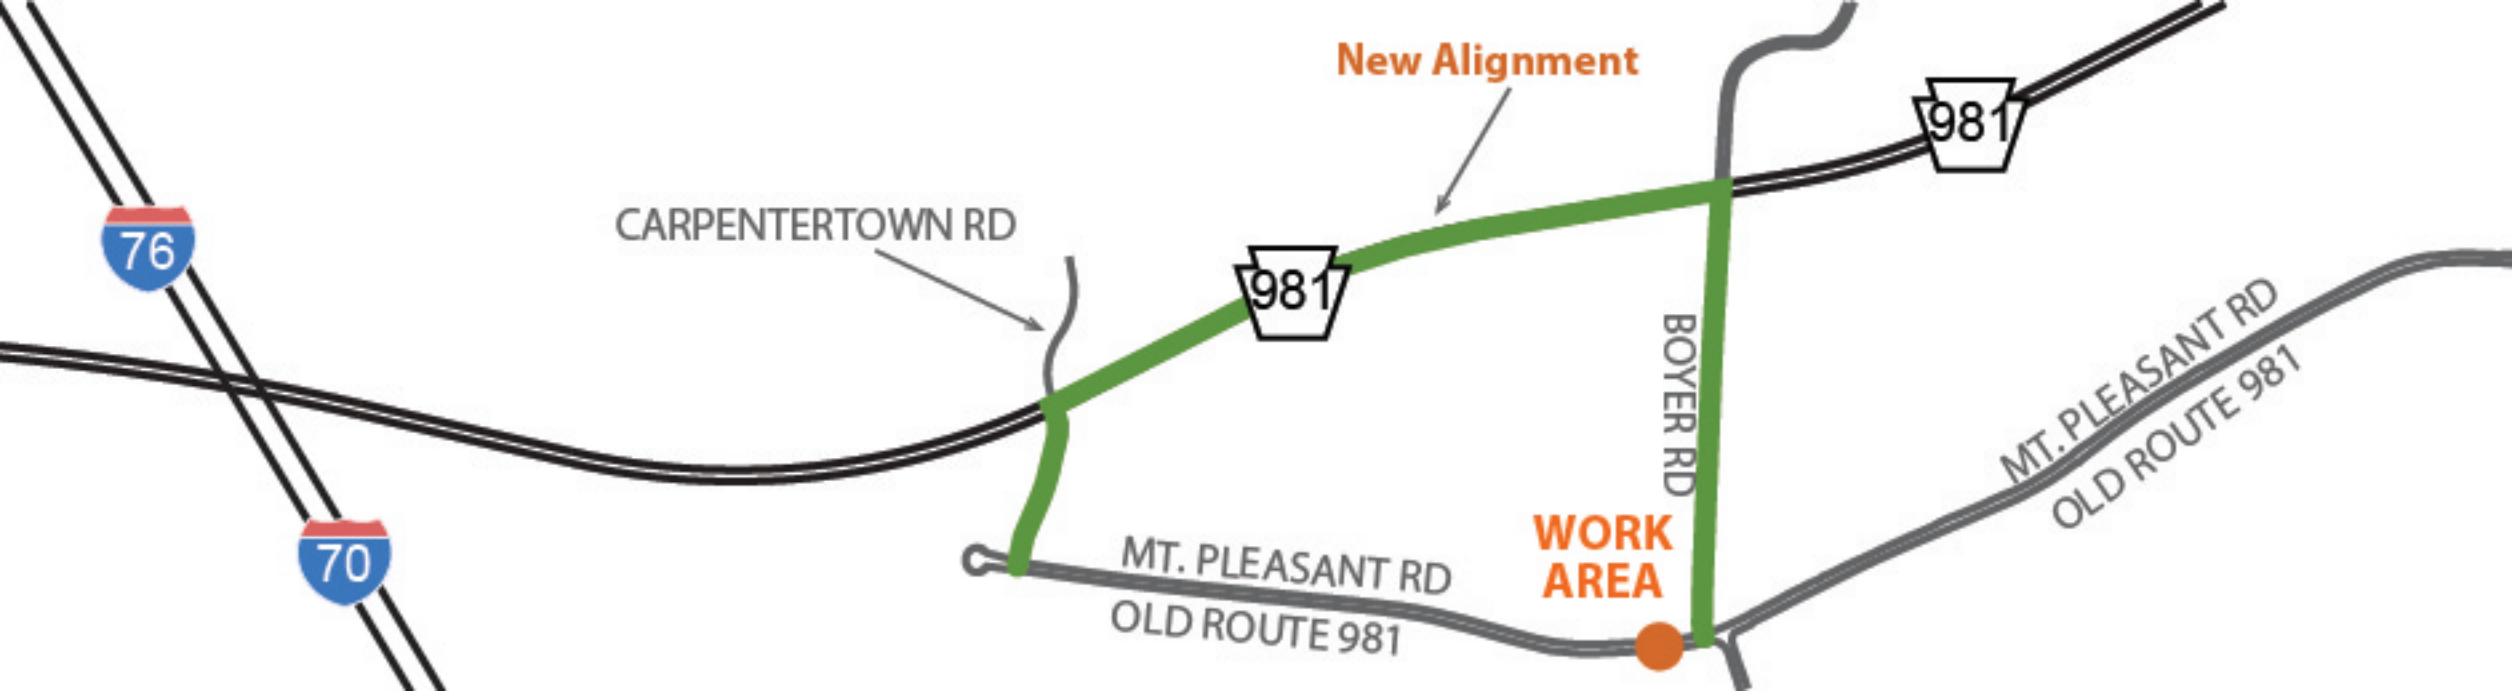 New Alignment
981
CARPENTERTOWN RD
76
981
BOYER RD
MT. PLEASANT RD
OLD ROUTE 981
WORK
AREA
70
MT. PLEASANT RD
OLD ROUTE 981